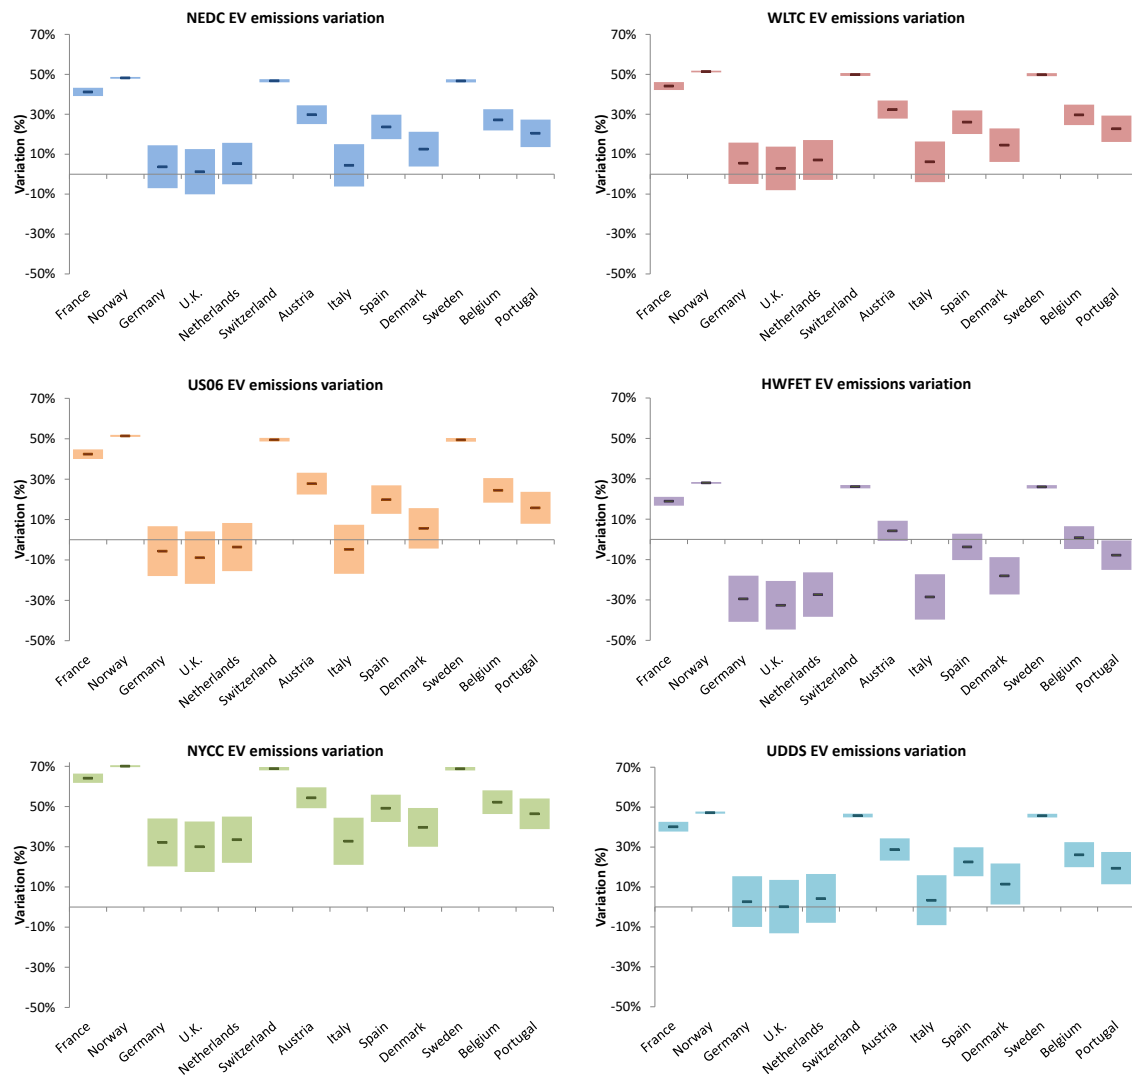 NEDC EV emissions variation
Variation (%)
70%
50%
30%
10%
-10%
-30%
-50%
France
Norway
Germany
U.K.
Netherlands
Switzerland
Austria
Italy
Spain
Denmark
Sweden
Belgium
Portugal
WLTC EV emissions variation
Variation (%)
70%
50%
30%
10%
-10%
-30%
-50%
France
Norway
Germany
U.K.
Netherlands
Switzerland
Austria
Italy
Spain
Denmark
Sweden
Belgium
Portugal
US06 EV emissions variation
Variation (%)
70%
50%
30%
10%
-10%
-30%
-50%
France
Norway
Germany
U.K.
Netherlands
Switzerland
Austria
Italy
Spain
Denmark
Sweden
Belgium
Portugal
HWFET EV emissions variation
Variation (%)
70%
50%
30%
10%
-10%
-30%
-50%
France
Norway
Germany
U.K.
Netherlands
Switzerland
Austria
Italy
Spain
Denmark
Sweden
Belgium
Portugal
NYCC EV emissions variation
Variation (%)
70%
50%
30%
10%
-10%
-30%
-50%
France
Norway
Germany
U.K.
Netherlands
Switzerland
Austria
Italy
Spain
Denmark
Sweden
Belgium
Portugal
UDDS EV emissions variation
Variation (%)
70%
50%
30%
10%
-10%
-30%
-50%
France
Norway
Germany
U.K.
Netherlands
Switzerland
Austria
Italy
Spain
Denmark
Sweden
Belgium
Portugal